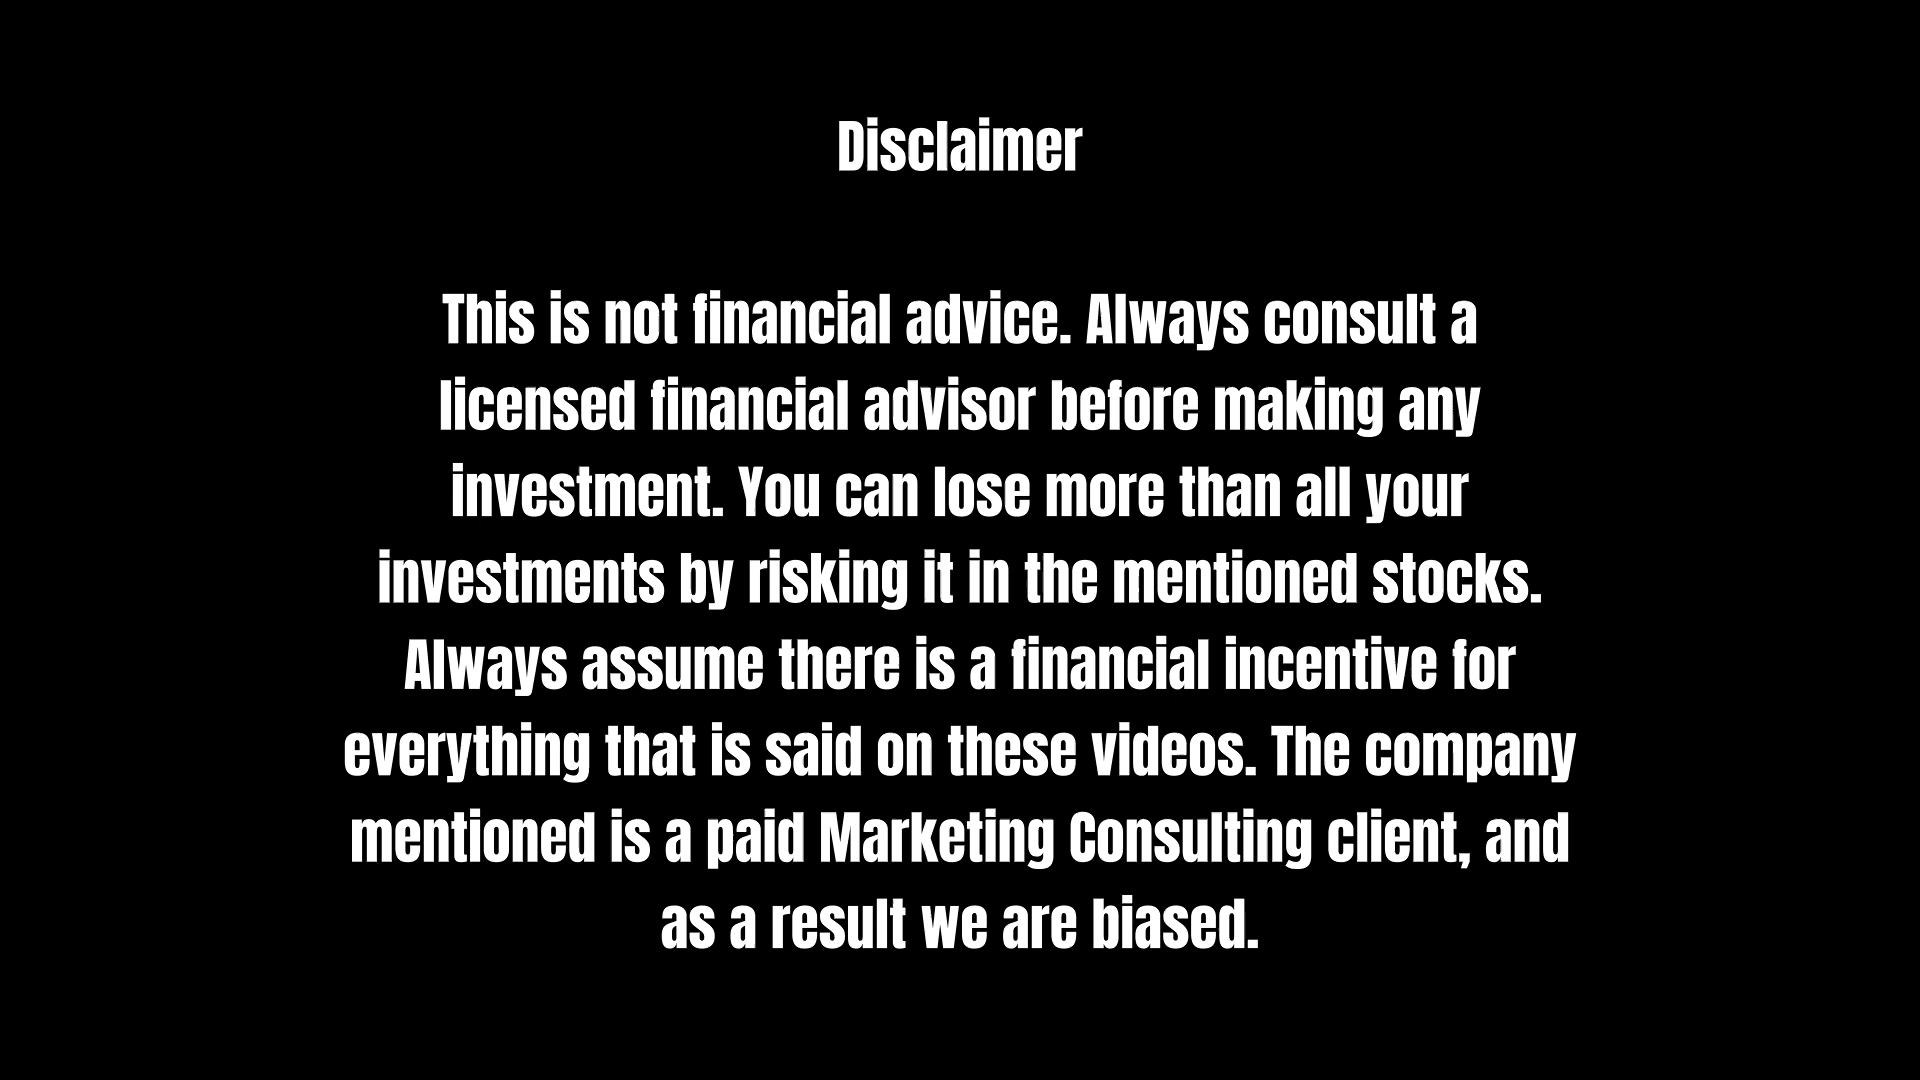 Disclaimer
This is not financial advice. Always consult a
licensed financial advisor before making any
investment. You can lose more than all your
investments by risking it in the mentioned stocks.
Always assume there is a financial incentive for
everything that is said on these videos. The company
mentioned is a paid Marketing Consulting client, and
as a result we are biased.